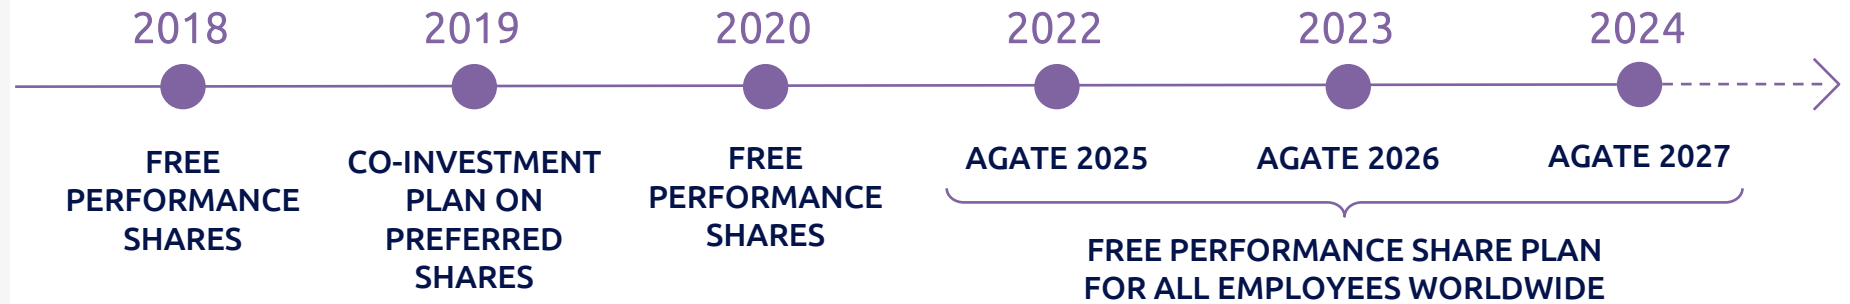 2018
2019
2020
2022
2023
2024
FREE
PERFORMANCE
SHARES
CO-INVESTMENT
PLAN ON
PREFERRED
SHARES
FREE
PERFORMANCE
SHARES
AGATE 2025
AGATE 2026
AGATE 2027
FREE PERFORMANCE SHARE PLAN
FOR ALL EMPLOYEES WORLDWIDE